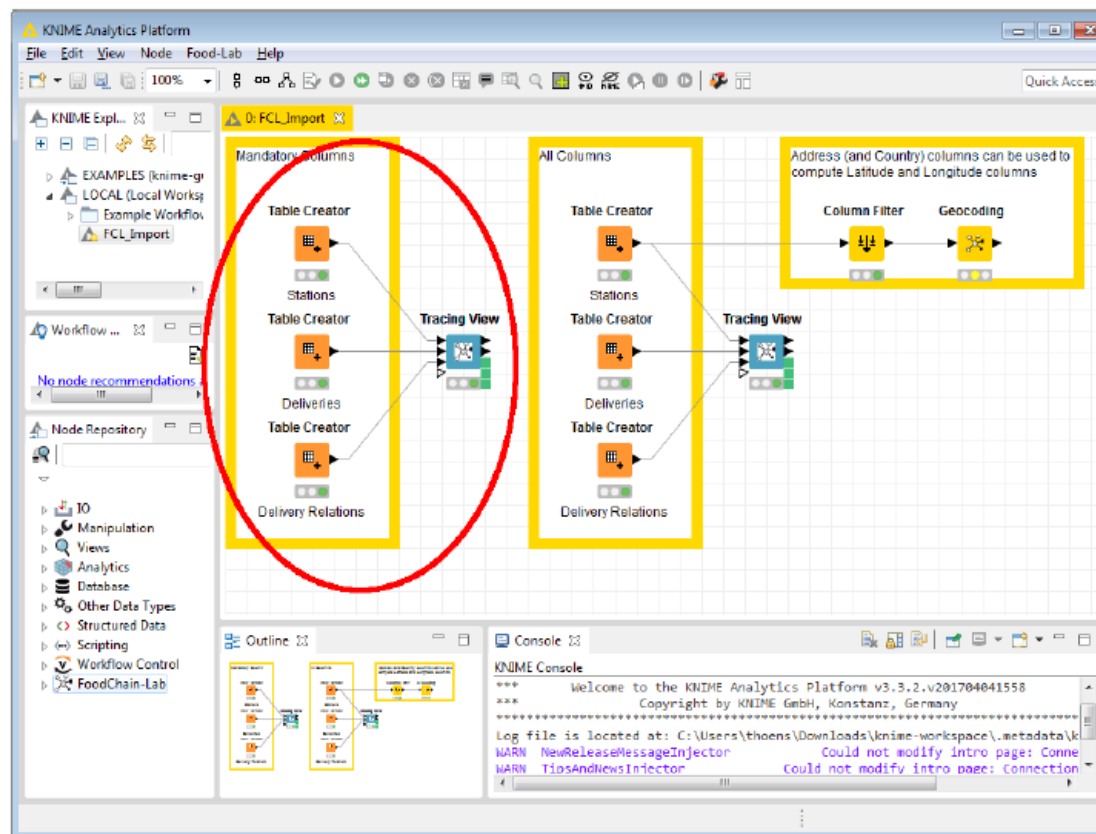 KNIME Analytics Platform
File Edit View Node Food-Lab Help
100%
Quick Access
KNIME Expl...
EXAMPLES (knime-gu
LOCAL (Local Worksp
Example Workflow
FCL_Import
Workflow ...
No node recommendations a
Node Repository
IO
Manipulation
Views
Analytics
Database
Other Data Types
Structured Data
Scripting
Workflow Control
FoodChain-Lab
0: FCL_Import
Mandatory Columns
Table Creator
Stations
Table Creator
Deliveries
Table Creator
Delivery Relations
Tracing View
All Columns
Table Creator
Stations
Table Creator
Deliveries
Table Creator
Delivery Relations
Tracing View
Address (and Country) columns can be used to
compute Latitude and Longitude columns
Column Filter
Geocoding
Outline
Console
KNIME Console
*** Welcome to the KNIME Analytics Platform v3.3.2.v201704041558
*** Copyright by KNIME GmbH, Konstanz, Germany
Log file is located at: C:\Users\thoens\Downloads\knime-workspace\.metadata\k
WARN NewReleaseMessageInjector Could not modify intro page: Conne
WARN TipsAndNewsInjector Could not modify intro page: Connection